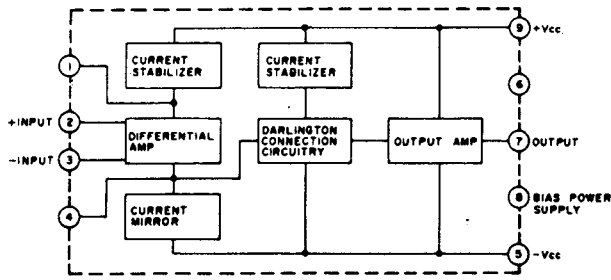 CURRENT STABILIZER
CURRENT STABILIZER
9 +Vcc
1
6
+INPUT 2
DIFFERENTIAL AMP
DARLINGTON CONNECTION CIRCUITRY
OUTPUT AMP
7 OUTPUT
-INPUT 3
4
CURRENT MIRROR
8 BIAS POWER SUPPLY
5 -Vcc